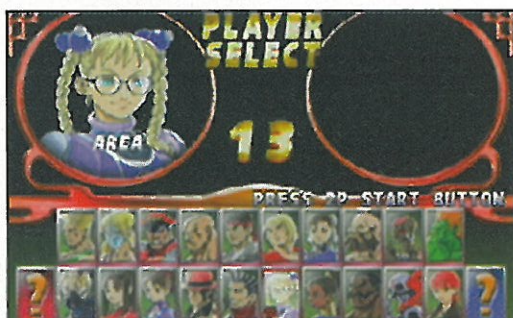 PLAYER
SELECT
AREA
13
PRESS 2P START BUTTON
?
?